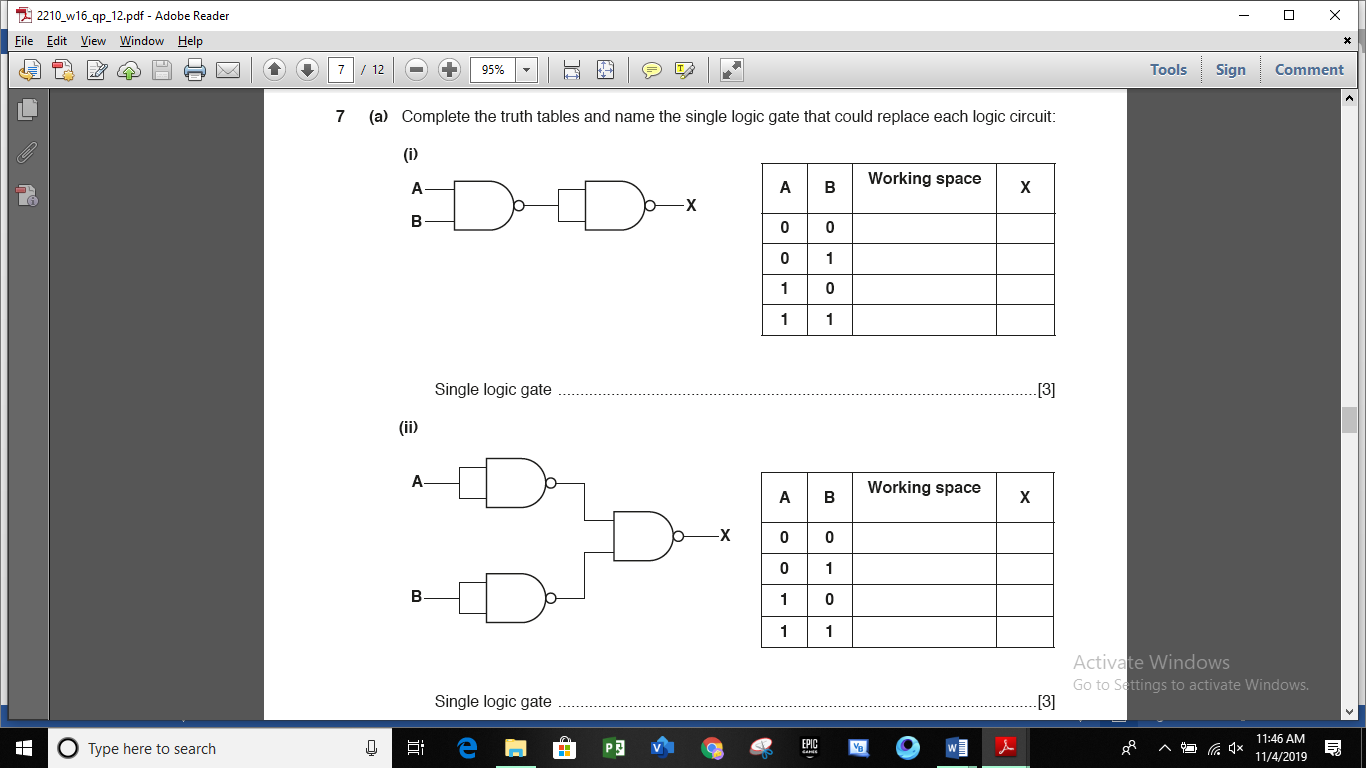 2210_w16_qp_12.pdf - Adobe Reader
File Edit View Window Help
7 / 12 95% Tools Sign Comment
7 (a) Complete the truth tables and name the single logic gate that could replace each logic circuit:
(i)
A
B
X
A B Working space X
0 0
0 1
1 0
1 1
Single logic gate ............................................................................................................[3]
(ii)
A
B
X
A B Working space X
0 0
0 1
1 0
1 1
Single logic gate ............................................................................................................[3]
Activate Windows
Go to Settings to activate Windows.
Type here to search
EPIC GAMES
11:46 AM
11/4/2019